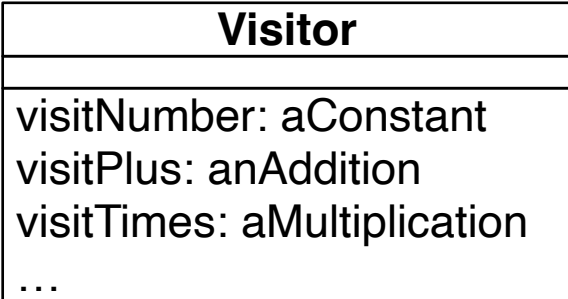 Visitor
visitNumber: aConstant
visitPlus: anAddition
visitTimes: aMultiplication
…